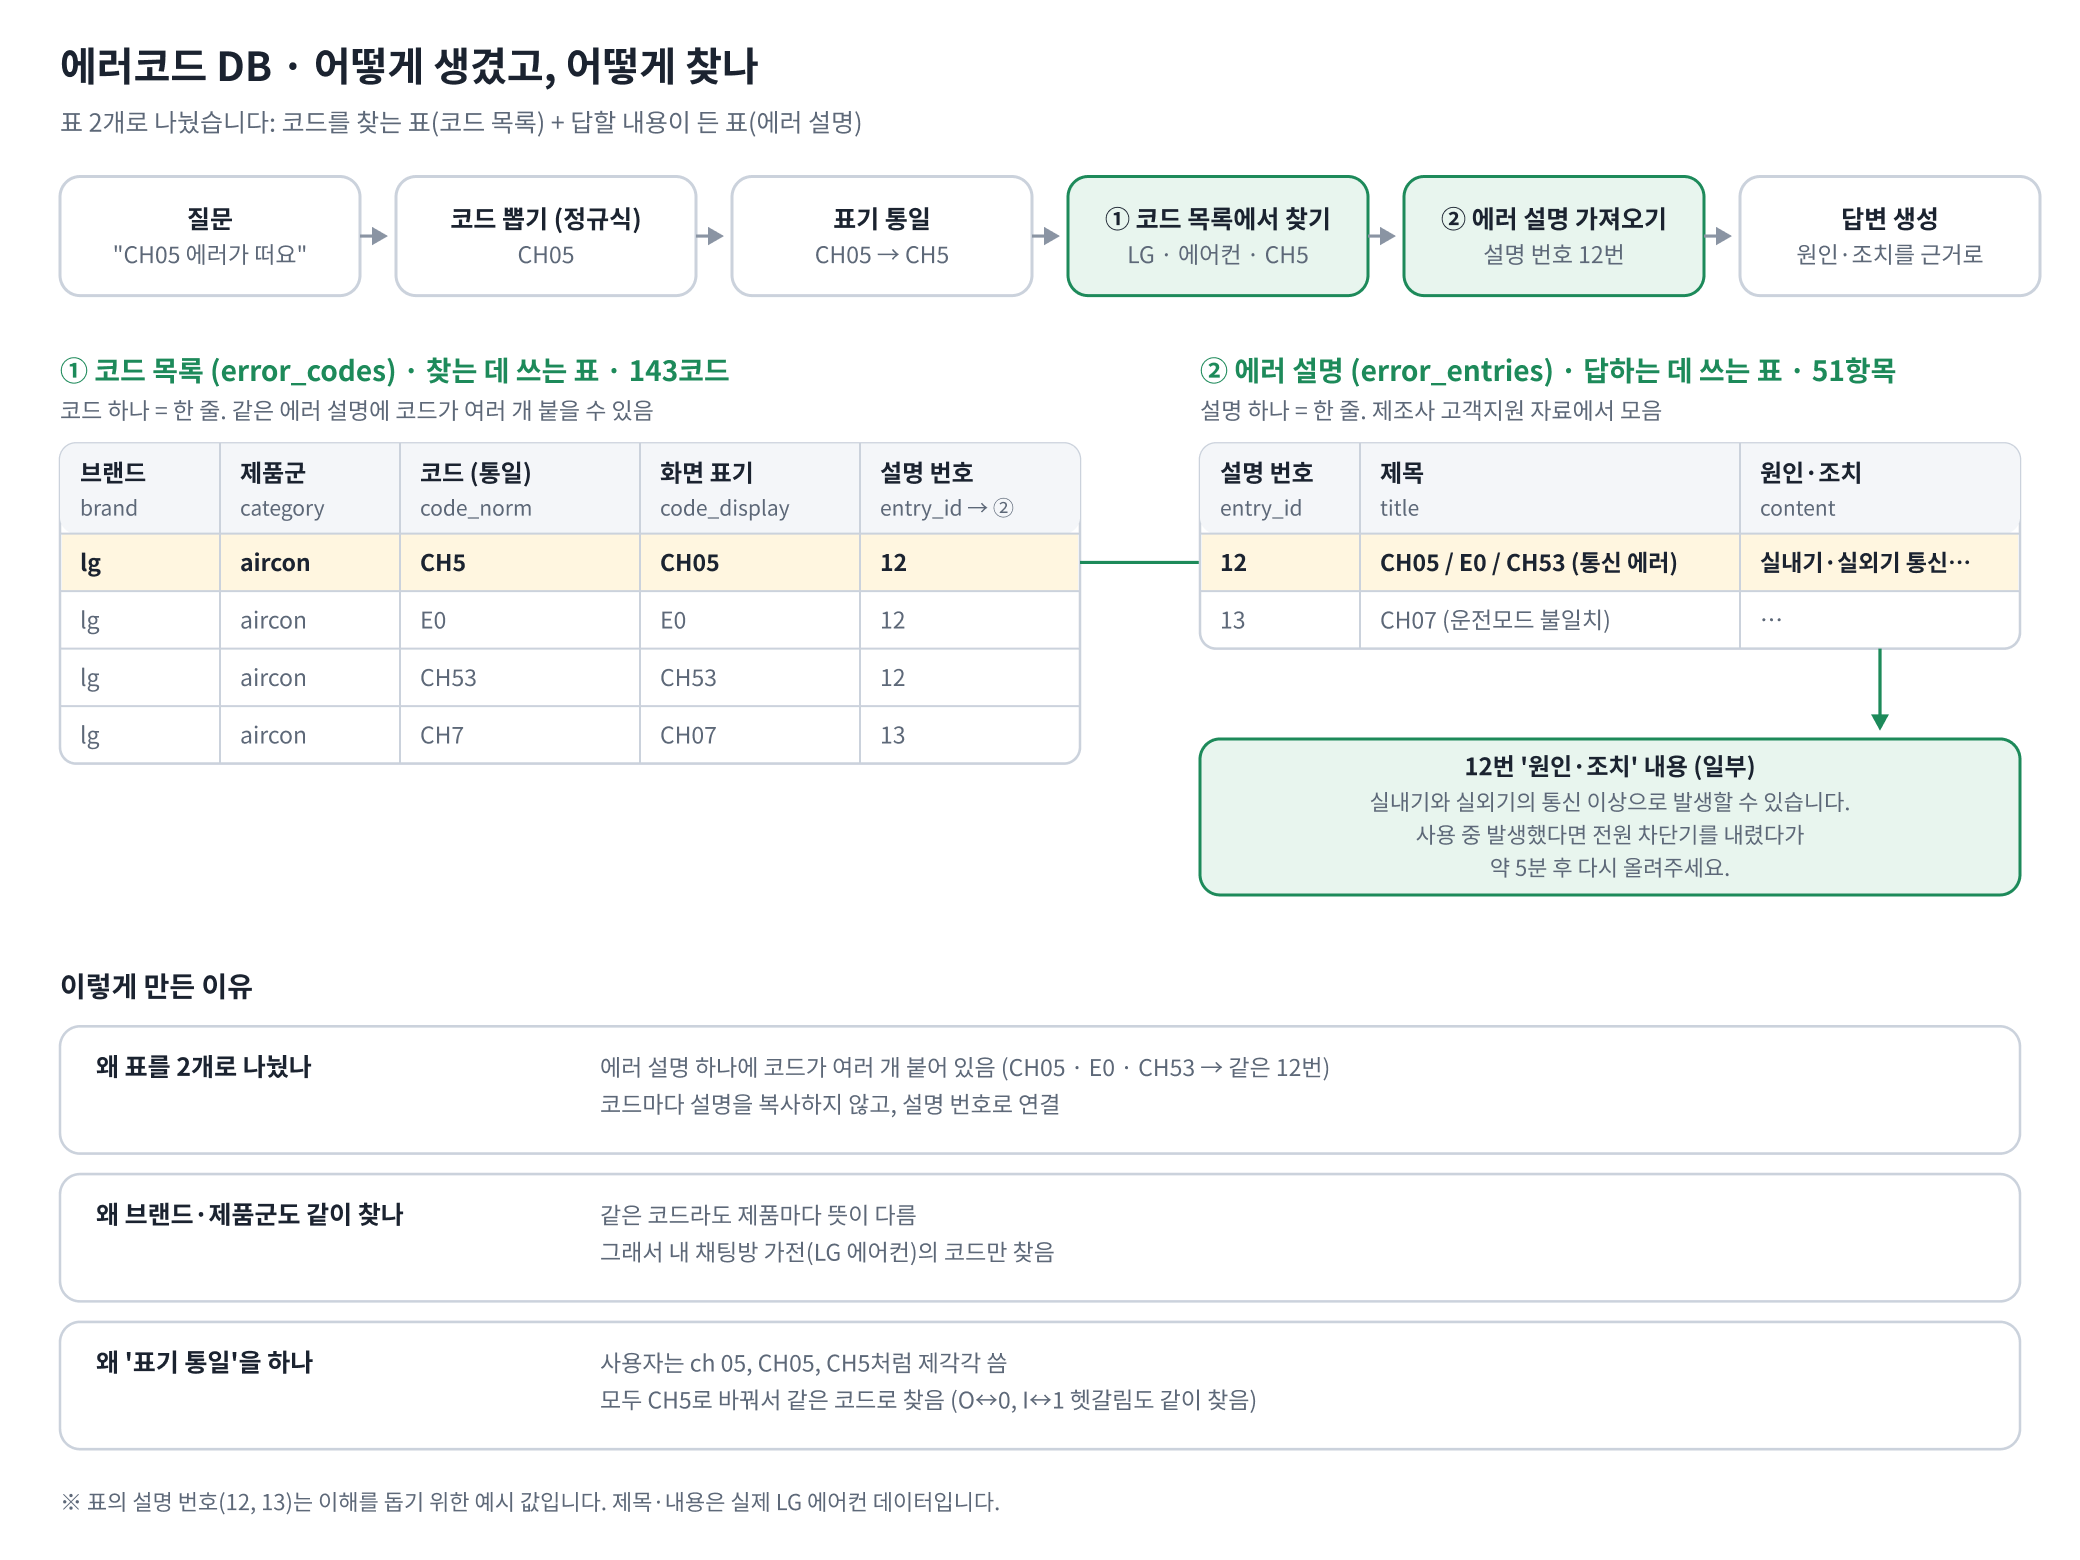 에러코드 DB · 어떻게 생겼고, 어떻게 찾나
표 2개로 나눴습니다: 코드를 찾는 표(코드 목록) + 답할 내용이 든 표(에러 설명)
질문
"CH05 에러가 떠요"
코드 뽑기 (정규식)
CH05
표기 통일
CH05 → CH5
① 코드 목록에서 찾기
LG · 에어컨 · CH5
② 에러 설명 가져오기
설명 번호 12번
답변 생성
원인·조치를 근거로
① 코드 목록 (error_codes) · 찾는 데 쓰는 표 · 143코드
코드 하나 = 한 줄. 같은 에러 설명에 코드가 여러 개 붙을 수 있음
브랜드 제품군 코드 (통일) 화면 표기 설명 번호
brand category code_norm code_display entry_id → ②
lg aircon CH5 CH05 12
lg aircon E0 E0 12
lg aircon CH53 CH53 12
lg aircon CH7 CH07 13
② 에러 설명 (error_entries) · 답하는 데 쓰는 표 · 51항목
설명 하나 = 한 줄. 제조사 고객지원 자료에서 모음
설명 번호 제목 원인·조치
entry_id title content
12 CH05 / E0 / CH53 (통신 에러) 실내기·실외기 통신…
13 CH07 (운전모드 불일치) …
12번 '원인·조치' 내용 (일부)
실내기와 실외기의 통신 이상으로 발생할 수 있습니다.
사용 중 발생했다면 전원 차단기를 내렸다가
약 5분 후 다시 올려주세요.
이렇게 만든 이유
왜 표를 2개로 나눴나
에러 설명 하나에 코드가 여러 개 붙어 있음 (CH05 · E0 · CH53 → 같은 12번)
코드마다 설명을 복사하지 않고, 설명 번호로 연결
왜 브랜드·제품군도 같이 찾나
같은 코드라도 제품마다 뜻이 다름
그래서 내 채팅방 가전(LG 에어컨)의 코드만 찾음
왜 '표기 통일'을 하나
사용자는 ch 05, CH05, CH5처럼 제각각 씀
모두 CH5로 바꿔서 같은 코드로 찾음 (O↔0, I↔1 헷갈림도 같이 찾음)
※ 표의 설명 번호(12, 13)는 이해를 돕기 위한 예시 값입니다. 제목·내용은 실제 LG 에어컨 데이터입니다.